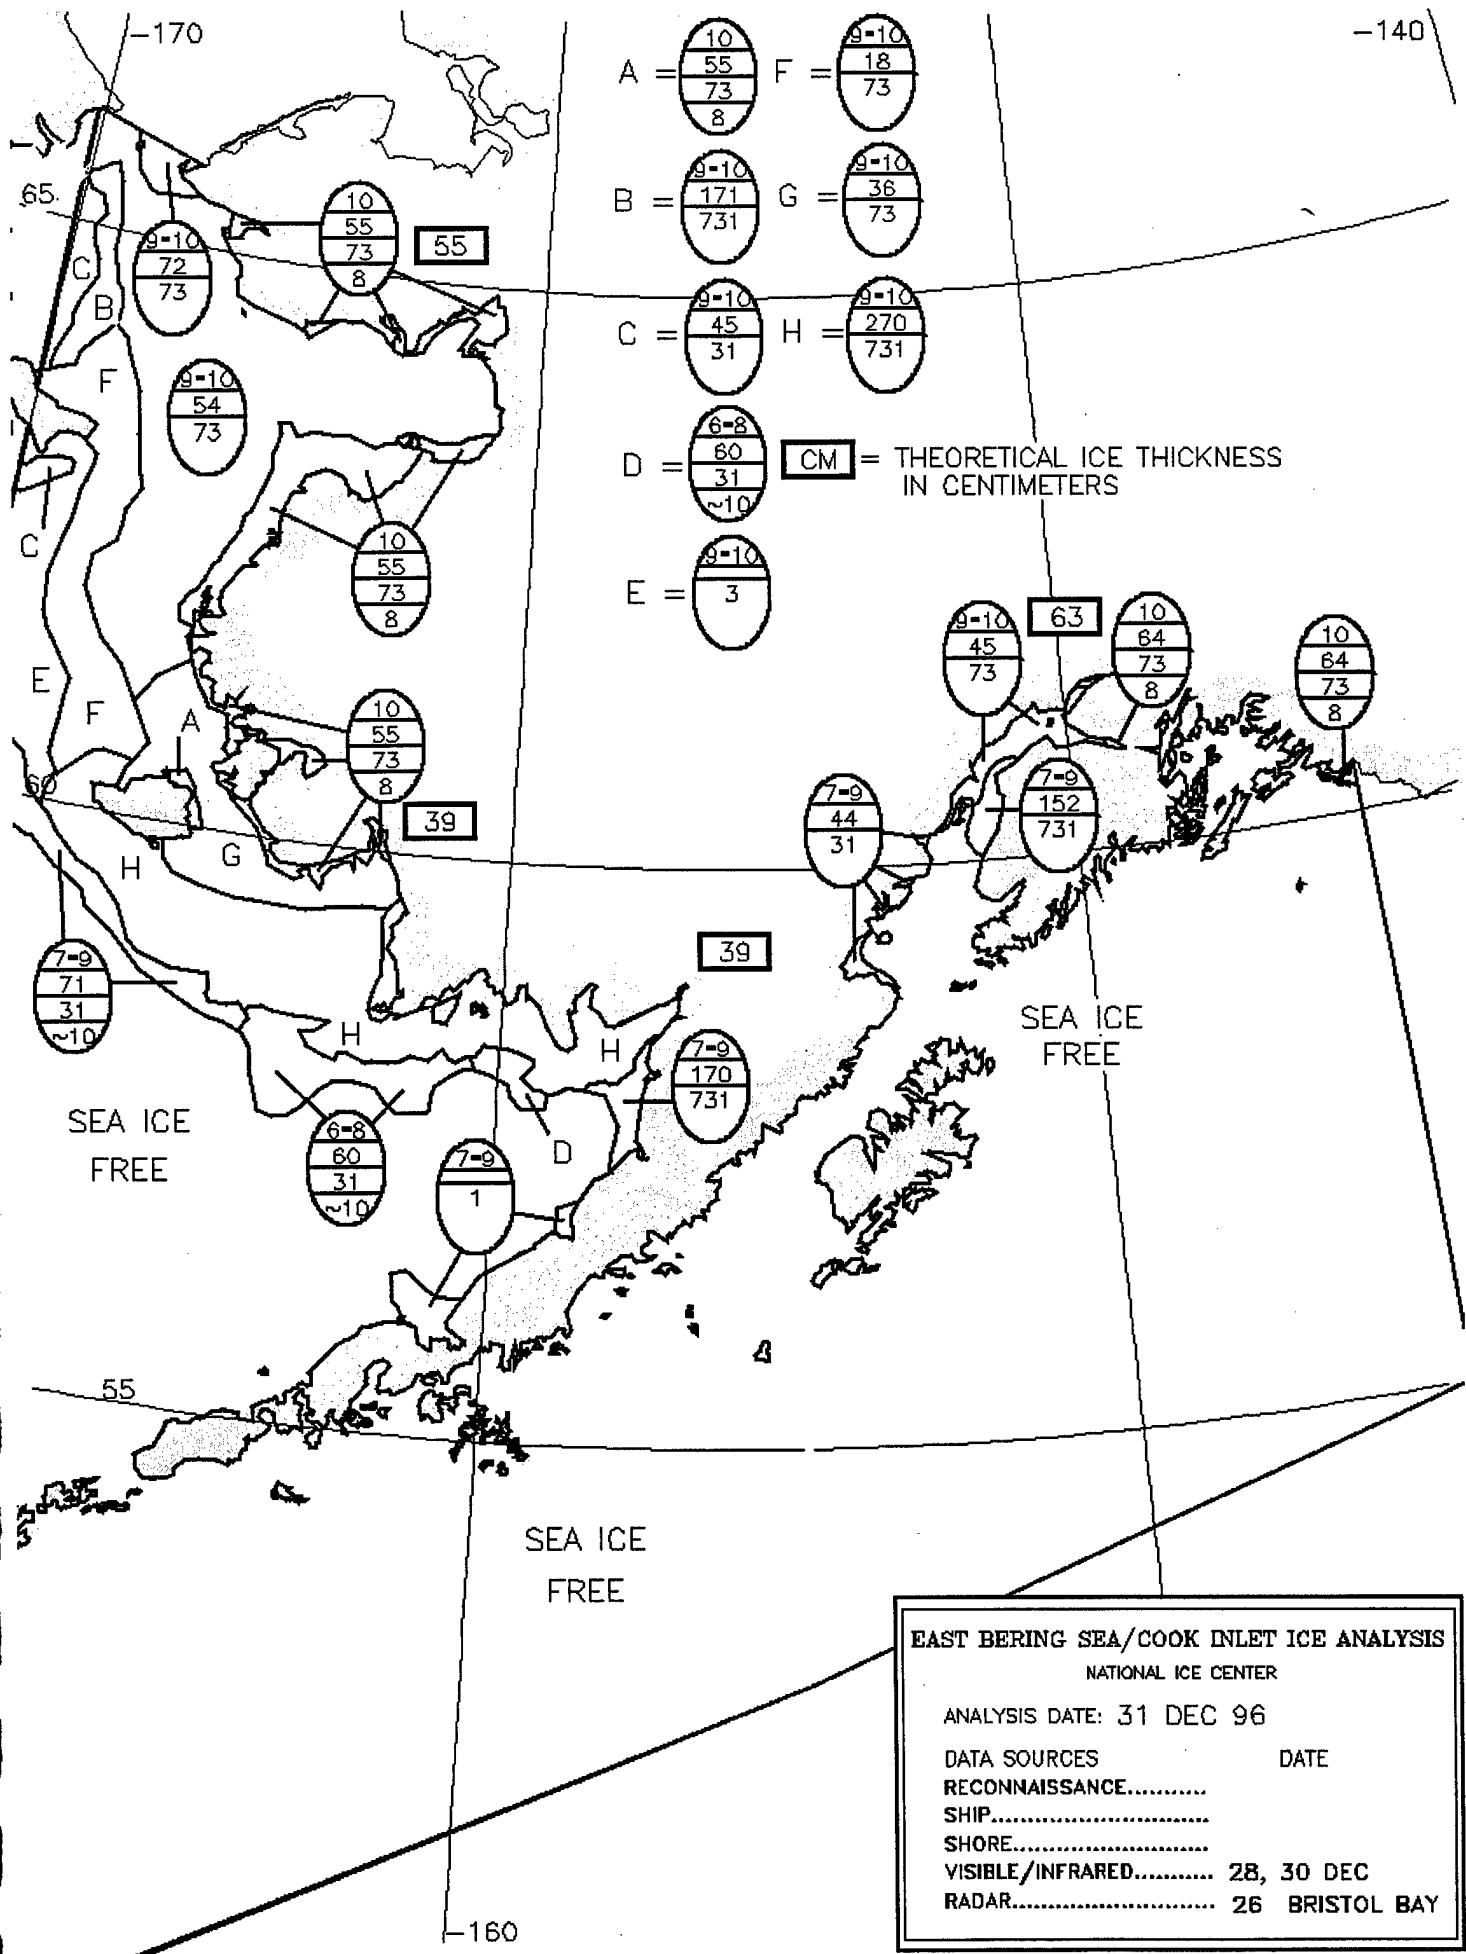 -170
-140
A =
10
55
73
8
F =
9-10
18
73
B =
9-10
171
731
G =
9-10
36
73
65
10
55
73
8
55
9-10
72
73
C
B
C =
9-10
45
31
H =
9-10
270
731
F
9-10
54
73
D =
6-8
60
31
~10
CM = THEORETICAL ICE THICKNESS
IN CENTIMETERS
C
10
55
73
8
E =
9-10
3
9-10
45
73
63
10
64
73
8
10
64
73
8
E
F
A
10
55
73
8
60
39
7-9
44
31
7-9
152
731
H
G
7-9
71
31
~10
39
SEA ICE
FREE
H
H
7-9
170
731
SEA ICE
FREE
6-8
60
31
~10
D
7-9
1
55
SEA ICE
FREE
EAST BERING SEA/COOK INLET ICE ANALYSIS
NATIONAL ICE CENTER
ANALYSIS DATE: 31 DEC 96
DATA SOURCES DATE
RECONNAISSANCE...........
SHIP..............................
SHORE...........................
VISIBLE/INFRARED........... 28, 30 DEC
RADAR............................ 26 BRISTOL BAY
-160